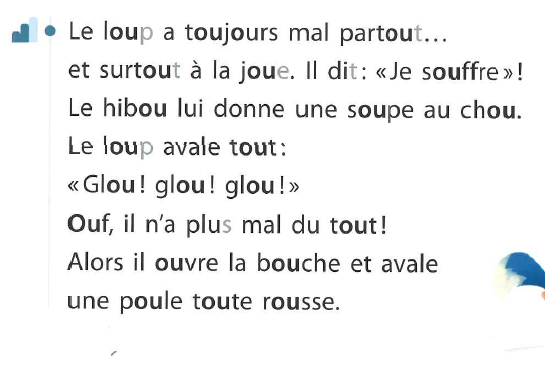 Le loup a toujours mal partout...
et surtout à la joue. Il dit : « Je souffre » !
Le hibou lui donne une soupe au chou.
Le loup avale tout :
« Glou ! glou ! glou ! »
Ouf, il n'a plus mal du tout !
Alors il ouvre la bouche et avale
une poule toute rousse.